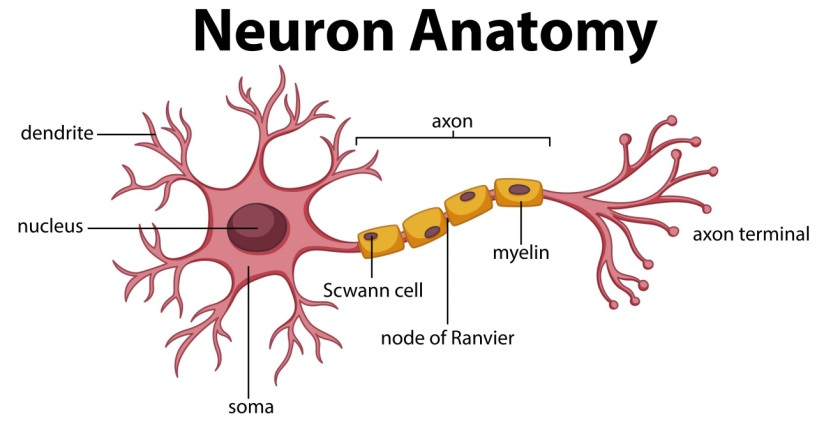 Neuron Anatomy
dendrite
axon
nucleus
axon terminal
myelin
Scwann cell
node of Ranvier
soma